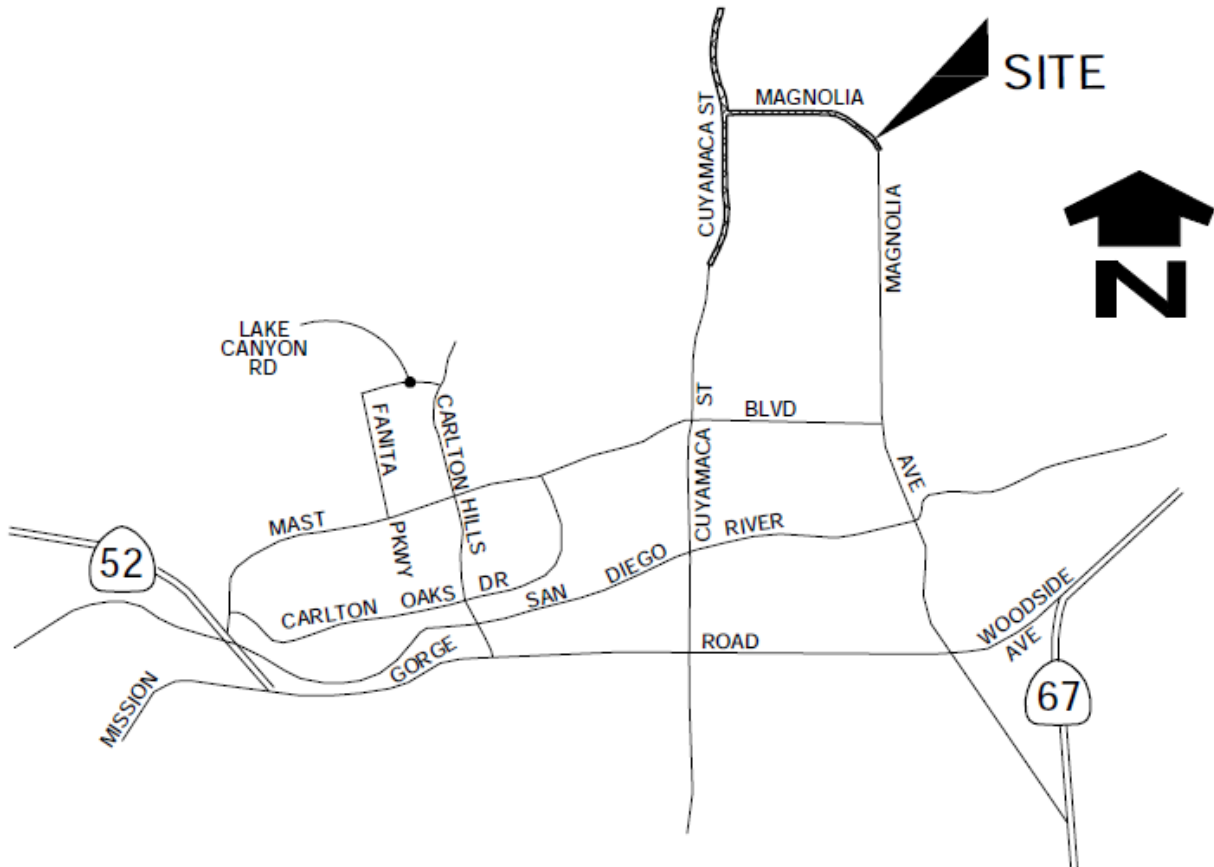 SITE
MAGNOLIA
CUYAMACA ST
MAGNOLIA
N
LAKE
CANYON
RD
FANITA
PKWY
CARLTON HILLS
CUYAMACA ST
BLVD
AVE
MAST
52
CARLTON OAKS DR
SAN DIEGO RIVER
MISSION
GORGE
ROAD
WOODSIDE
AVE
67